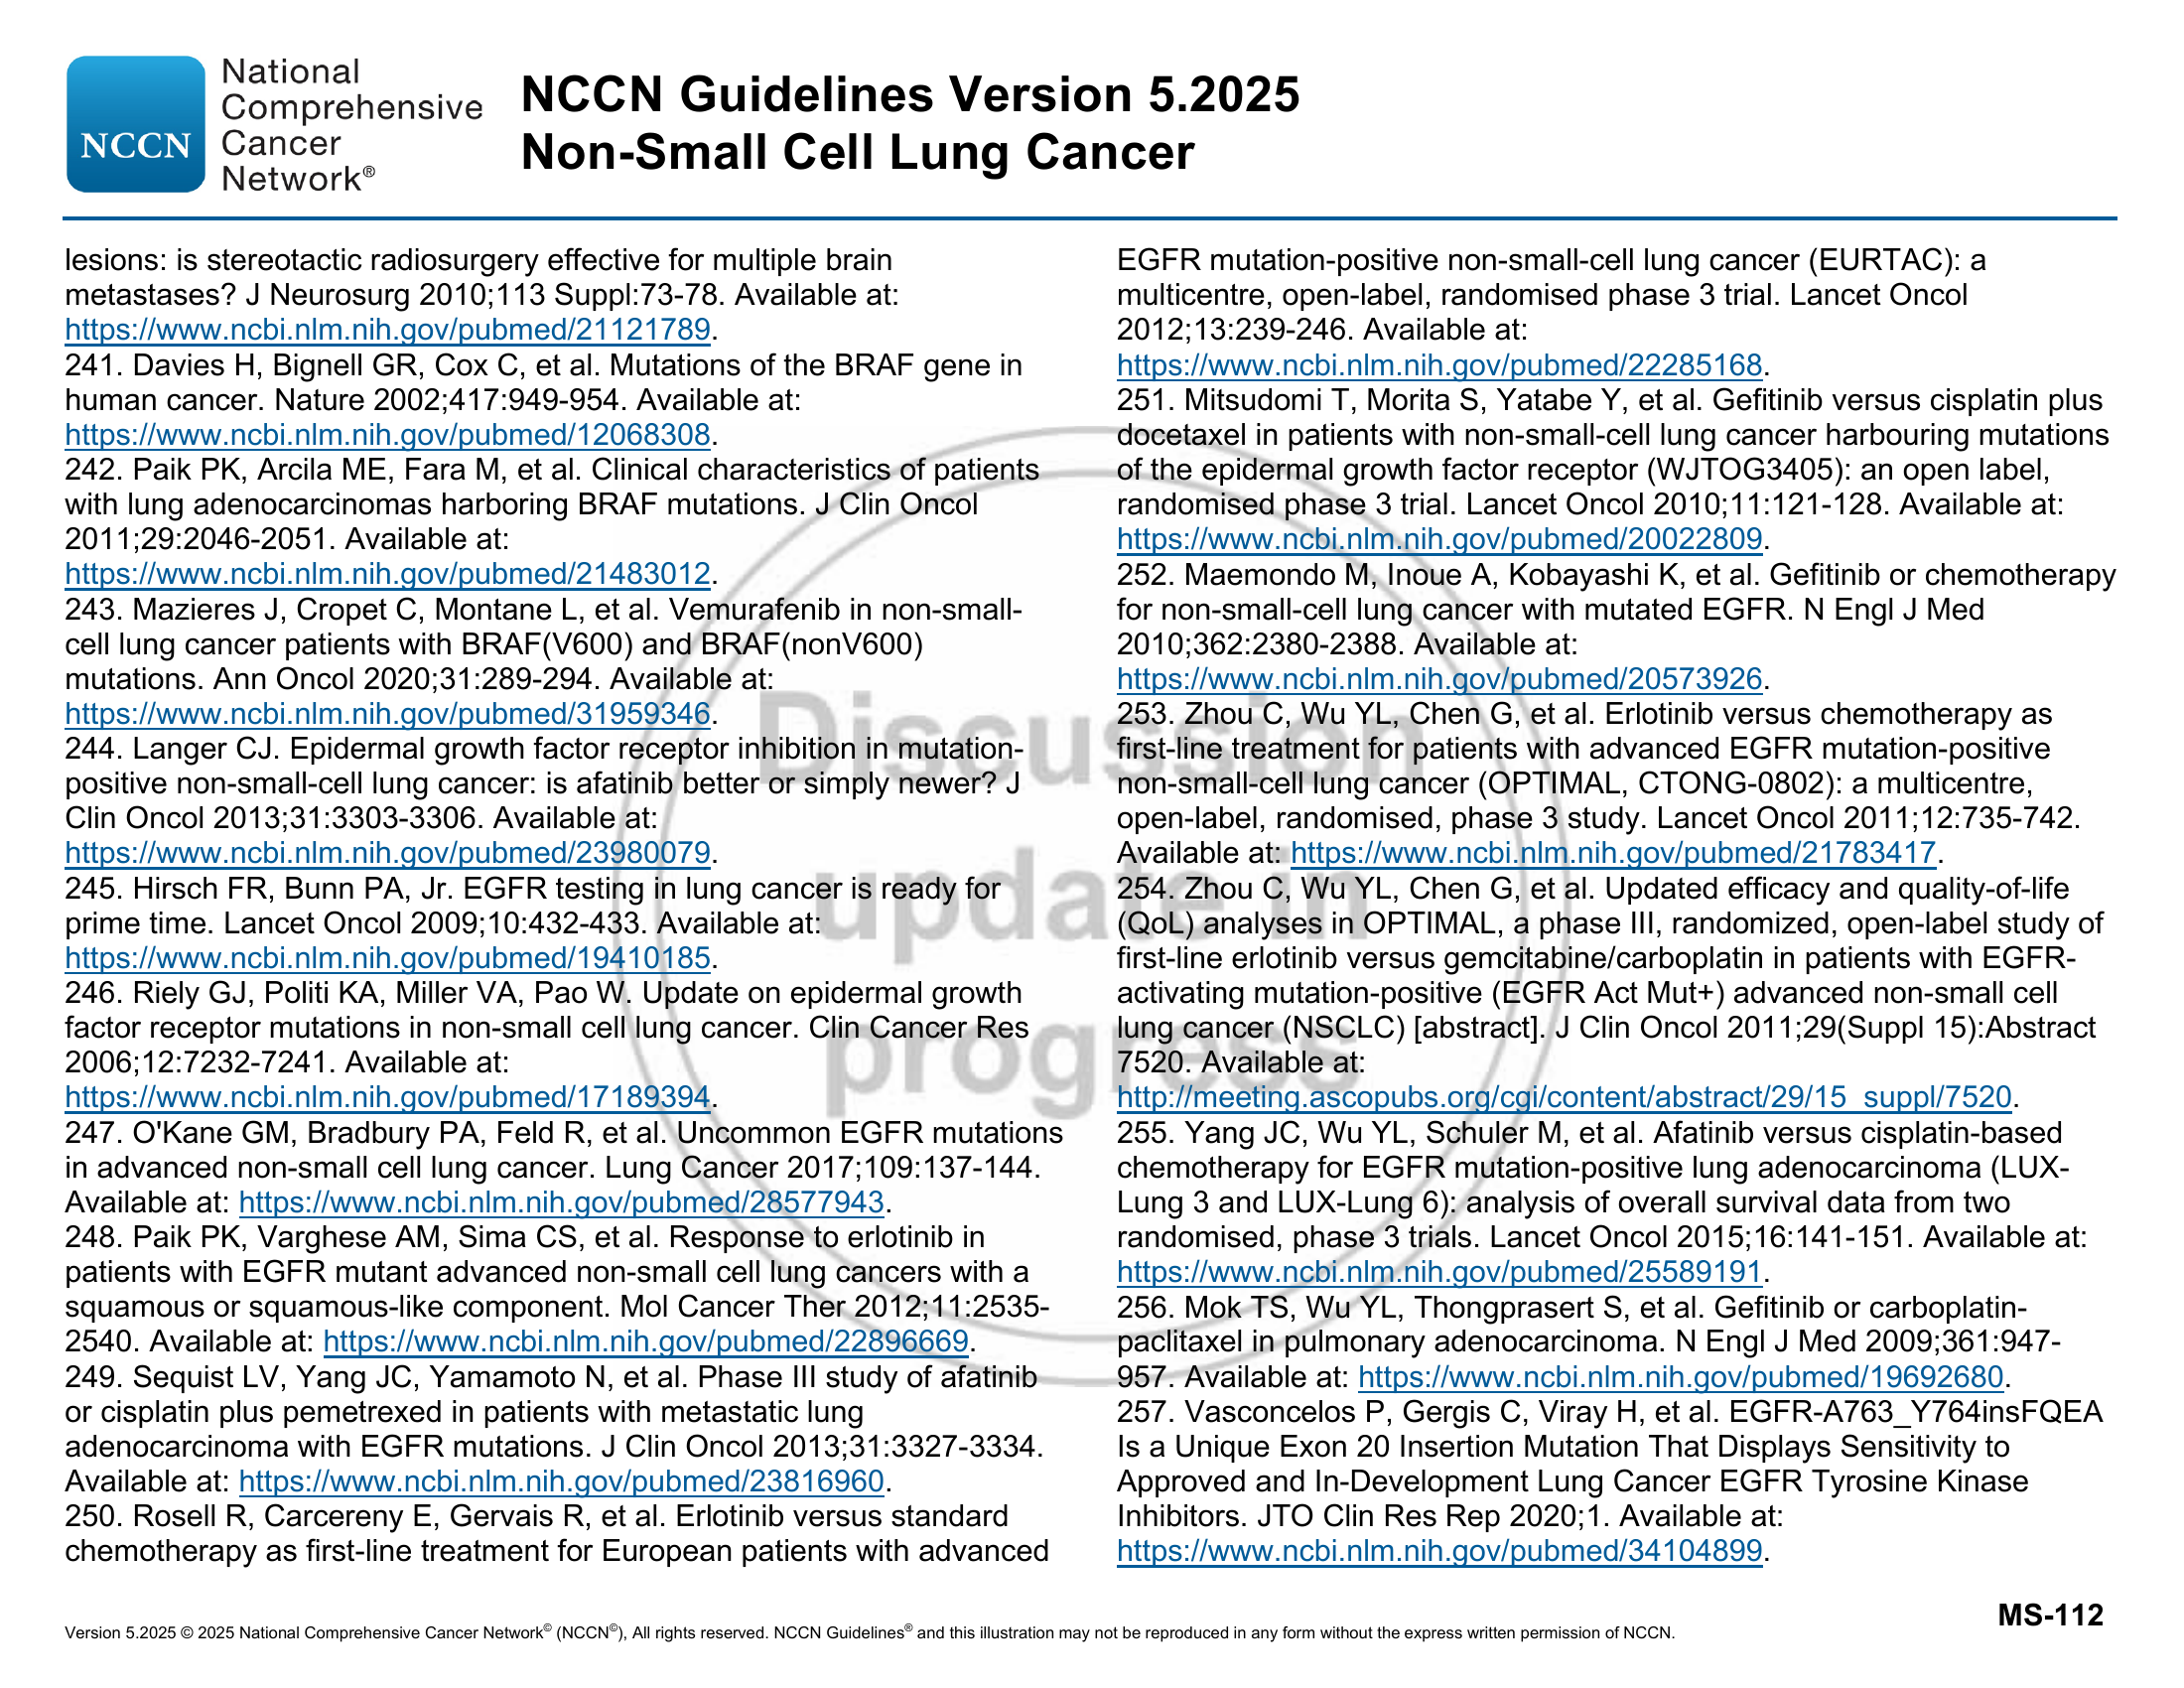 National
Comprehensive
Cancer
Network®
NCCN
NCCN Guidelines Version 5.2025
Non-Small Cell Lung Cancer
lesions: is stereotactic radiosurgery effective for multiple brain
metastases? J Neurosurg 2010;113 Suppl:73-78. Available at:
https://www.ncbi.nlm.nih.gov/pubmed/21121789.
241. Davies H, Bignell GR, Cox C, et al. Mutations of the BRAF gene in
human cancer. Nature 2002;417:949-954. Available at:
https://www.ncbi.nlm.nih.gov/pubmed/12068308.
242. Paik PK, Arcila ME, Fara M, et al. Clinical characteristics of patients
with lung adenocarcinomas harboring BRAF mutations. J Clin Oncol
2011;29:2046-2051. Available at:
https://www.ncbi.nlm.nih.gov/pubmed/21483012.
243. Mazieres J, Cropet C, Montane L, et al. Vemurafenib in non-small-
cell lung cancer patients with BRAF(V600) and BRAF(nonV600)
mutations. Ann Oncol 2020;31:289-294. Available at:
https://www.ncbi.nlm.nih.gov/pubmed/31959346.
244. Langer CJ. Epidermal growth factor receptor inhibition in mutation-
positive non-small-cell lung cancer: is afatinib better or simply newer? J
Clin Oncol 2013;31:3303-3306. Available at:
https://www.ncbi.nlm.nih.gov/pubmed/23980079.
245. Hirsch FR, Bunn PA, Jr. EGFR testing in lung cancer is ready for
prime time. Lancet Oncol 2009;10:432-433. Available at:
https://www.ncbi.nlm.nih.gov/pubmed/19410185.
246. Riely GJ, Politi KA, Miller VA, Pao W. Update on epidermal growth
factor receptor mutations in non-small cell lung cancer. Clin Cancer Res
2006;12:7232-7241. Available at:
https://www.ncbi.nlm.nih.gov/pubmed/17189394.
247. O'Kane GM, Bradbury PA, Feld R, et al. Uncommon EGFR mutations
in advanced non-small cell lung cancer. Lung Cancer 2017;109:137-144.
Available at: https://www.ncbi.nlm.nih.gov/pubmed/28577943.
248. Paik PK, Varghese AM, Sima CS, et al. Response to erlotinib in
patients with EGFR mutant advanced non-small cell lung cancers with a
squamous or squamous-like component. Mol Cancer Ther 2012;11:2535-
2540. Available at: https://www.ncbi.nlm.nih.gov/pubmed/22896669.
249. Sequist LV, Yang JC, Yamamoto N, et al. Phase III study of afatinib
or cisplatin plus pemetrexed in patients with metastatic lung
adenocarcinoma with EGFR mutations. J Clin Oncol 2013;31:3327-3334.
Available at: https://www.ncbi.nlm.nih.gov/pubmed/23816960.
250. Rosell R, Carcereny E, Gervais R, et al. Erlotinib versus standard
chemotherapy as first-line treatment for European patients with advanced
EGFR mutation-positive non-small-cell lung cancer (EURTAC): a
multicentre, open-label, randomised phase 3 trial. Lancet Oncol
2012;13:239-246. Available at:
https://www.ncbi.nlm.nih.gov/pubmed/22285168.
251. Mitsudomi T, Morita S, Yatabe Y, et al. Gefitinib versus cisplatin plus
docetaxel in patients with non-small-cell lung cancer harbouring mutations
of the epidermal growth factor receptor (WJTOG3405): an open label,
randomised phase 3 trial. Lancet Oncol 2010;11:121-128. Available at:
https://www.ncbi.nlm.nih.gov/pubmed/20022809.
252. Maemondo M, Inoue A, Kobayashi K, et al. Gefitinib or chemotherapy
for non-small-cell lung cancer with mutated EGFR. N Engl J Med
2010;362:2380-2388. Available at:
https://www.ncbi.nlm.nih.gov/pubmed/20573926.
253. Zhou C, Wu YL, Chen G, et al. Erlotinib versus chemotherapy as
first-line treatment for patients with advanced EGFR mutation-positive
non-small-cell lung cancer (OPTIMAL, CTONG-0802): a multicentre,
open-label, randomised, phase 3 study. Lancet Oncol 2011;12:735-742.
Available at: https://www.ncbi.nlm.nih.gov/pubmed/21783417.
254. Zhou C, Wu YL, Chen G, et al. Updated efficacy and quality-of-life
(QoL) analyses in OPTIMAL, a phase III, randomized, open-label study of
first-line erlotinib versus gemcitabine/carboplatin in patients with EGFR-
activating mutation-positive (EGFR Act Mut+) advanced non-small cell
lung cancer (NSCLC) [abstract]. J Clin Oncol 2011;29(Suppl 15):Abstract
7520. Available at:
http://meeting.ascopubs.org/cgi/content/abstract/29/15_suppl/7520.
255. Yang JC, Wu YL, Schuler M, et al. Afatinib versus cisplatin-based
chemotherapy for EGFR mutation-positive lung adenocarcinoma (LUX-
Lung 3 and LUX-Lung 6): analysis of overall survival data from two
randomised, phase 3 trials. Lancet Oncol 2015;16:141-151. Available at:
https://www.ncbi.nlm.nih.gov/pubmed/25589191.
256. Mok TS, Wu YL, Thongprasert S, et al. Gefitinib or carboplatin-
paclitaxel in pulmonary adenocarcinoma. N Engl J Med 2009;361:947-
957. Available at: https://www.ncbi.nlm.nih.gov/pubmed/19692680.
257. Vasconcelos P, Gergis C, Viray H, et al. EGFR-A763_Y764insFQEA
Is a Unique Exon 20 Insertion Mutation That Displays Sensitivity to
Approved and In-Development Lung Cancer EGFR Tyrosine Kinase
Inhibitors. JTO Clin Res Rep 2020;1. Available at:
https://www.ncbi.nlm.nih.gov/pubmed/34104899.
Discussion
update in
progress
MS-112
Version 5.2025 © 2025 National Comprehensive Cancer Network© (NCCN©), All rights reserved. NCCN Guidelines® and this illustration may not be reproduced in any form without the express written permission of NCCN.